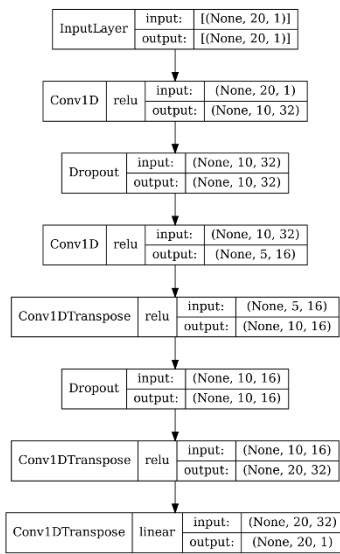 InputLayer input: [(None, 20, 1)]
output: [(None, 20, 1)]
Conv1D relu input: (None, 20, 1)
output: (None, 10, 32)
Dropout input: (None, 10, 32)
output: (None, 10, 32)
Conv1D relu input: (None, 10, 32)
output: (None, 5, 16)
Conv1DTranspose relu input: (None, 5, 16)
output: (None, 10, 16)
Dropout input: (None, 10, 16)
output: (None, 10, 16)
Conv1DTranspose relu input: (None, 10, 16)
output: (None, 20, 32)
Conv1DTranspose linear input: (None, 20, 32)
output: (None, 20, 1)